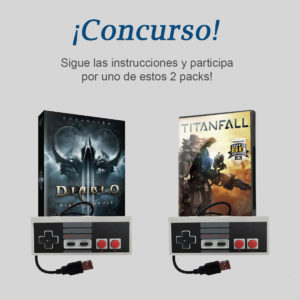 ¡Concurso!
Sigue las instrucciones y participa
por uno de estos 2 packs!
DIABLO
TITANFALL